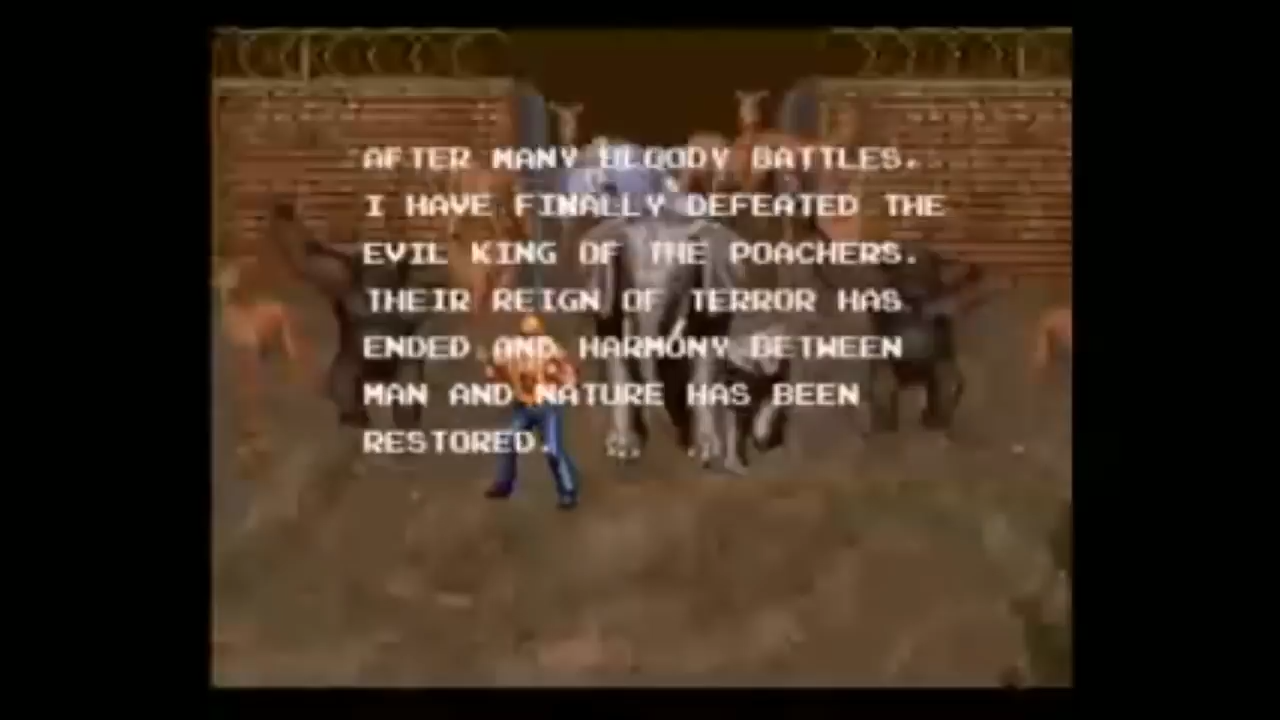 AFTER MANY BLOODY BATTLES.
I HAVE FINALLY DEFEATED THE
EVIL KING OF THE POACHERS.
THEIR REIGN OF TERROR HAS
ENDED AND HARMONY BETWEEN
MAN AND NATURE HAS BEEN
RESTORED.